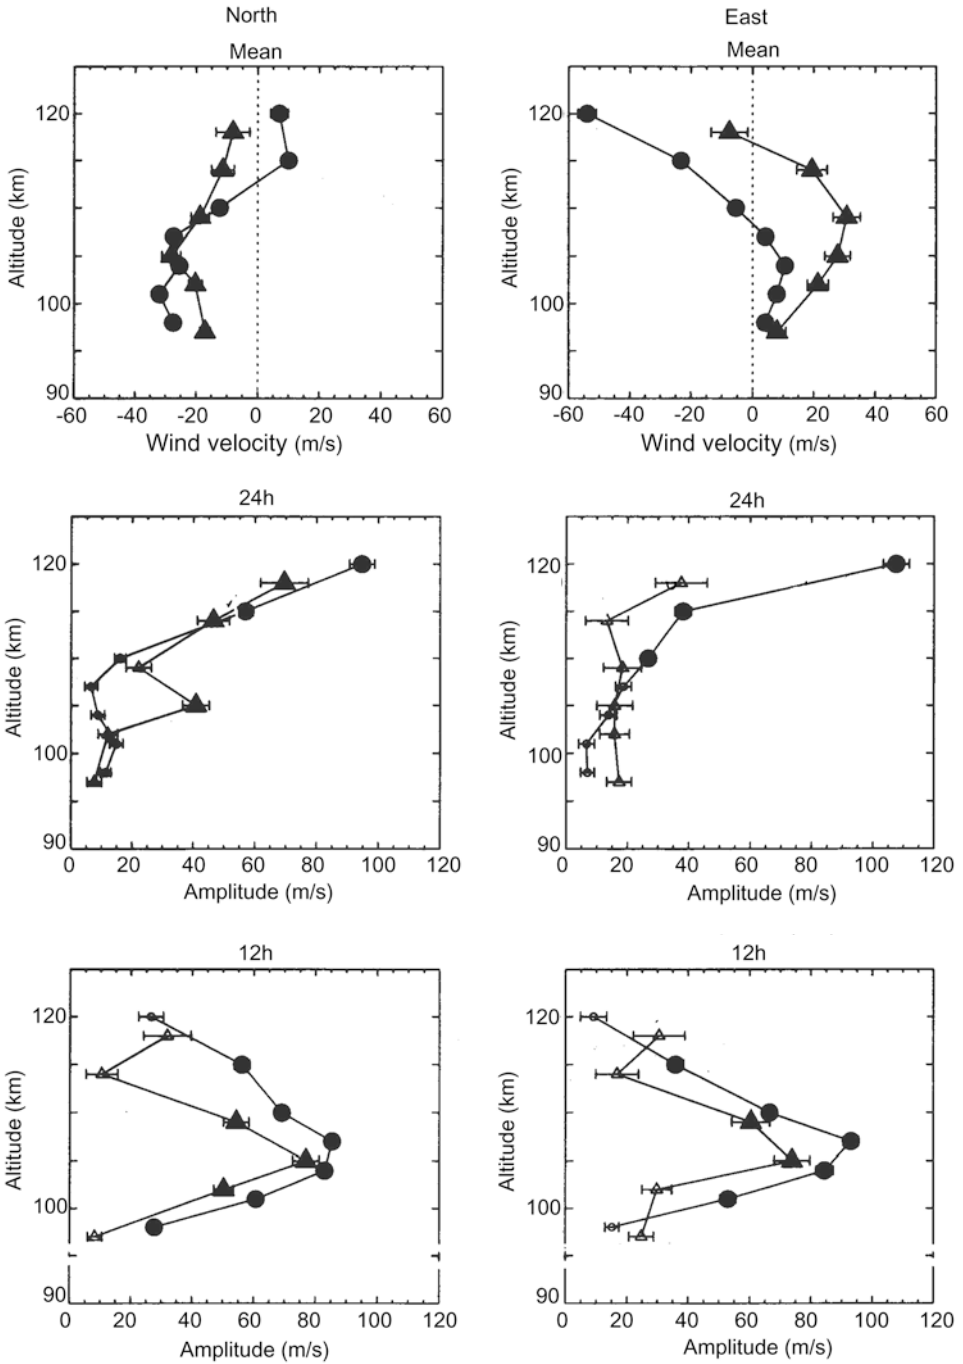 North East
Mean Mean
120 120
Altitude (km) Altitude (km)
100 100
90 90
-60 -40 -20 0 20 40 60 -60 -40 -20 0 20 40 60
Wind velocity (m/s) Wind velocity (m/s)
24h 24h
120 120
Altitude (km) Altitude (km)
100 100
90 90
0 20 40 60 80 100 120 0 20 40 60 80 100 120
Amplitude (m/s) Amplitude (m/s)
12h 12h
120 120
Altitude (km) Altitude (km)
100 100
90 90
0 20 40 60 80 100 120 0 20 40 60 80 100 120
Amplitude (m/s) Amplitude (m/s)